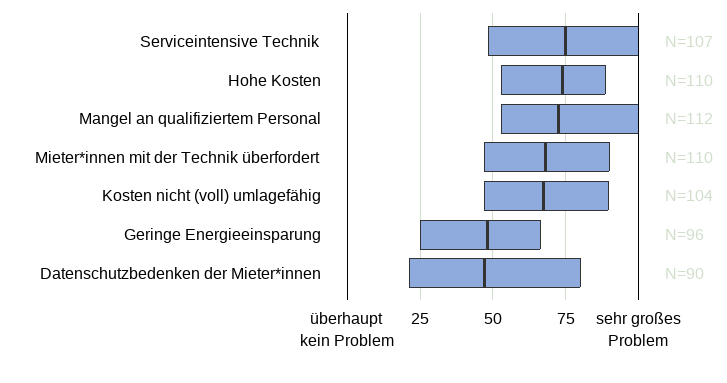 Serviceintensive Technik N=107
Hohe Kosten N=110
Mangel an qualifiziertem Personal N=112
Mieter*innen mit der Technik überfordert N=110
Kosten nicht (voll) umlagefähig N=104
Geringe Energieeinsparung N=96
Datenschutzbedenken der Mieter*innen N=90
überhaupt 25 50 75 sehr großes
kein Problem Problem